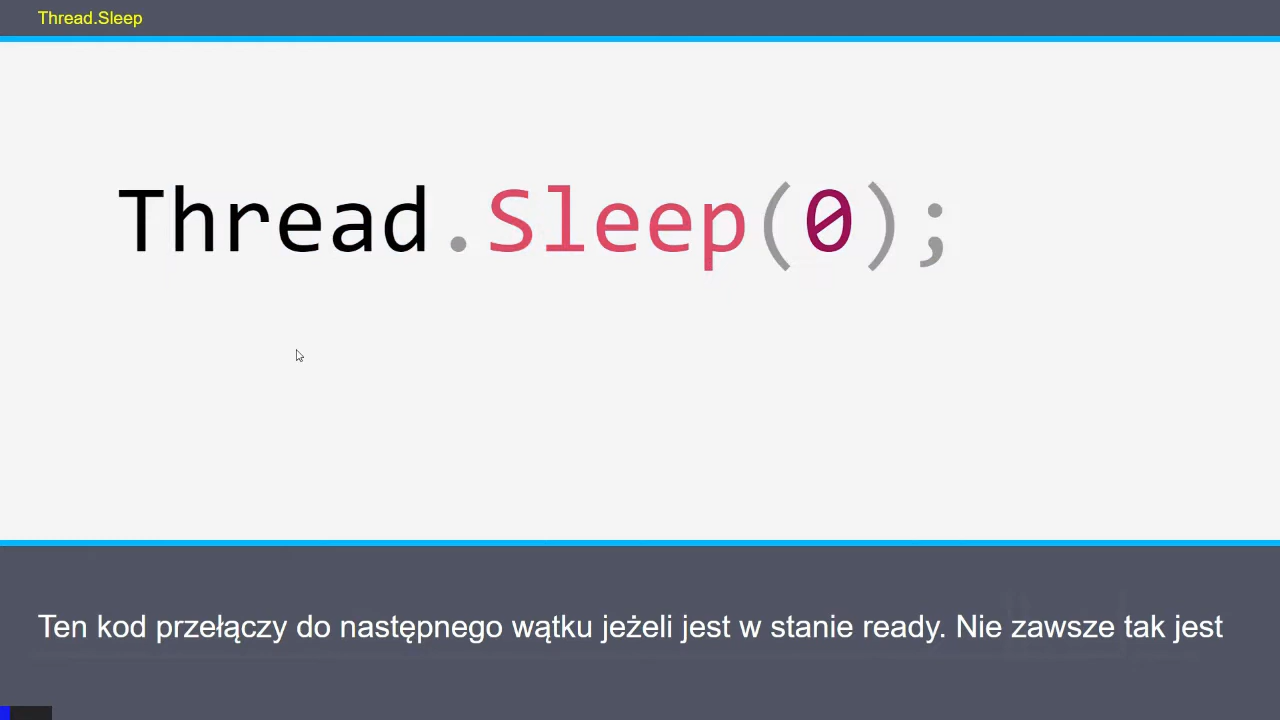 Thread.Sleep
Thread.Sleep(0);
Ten kod przełączy do następnego wątku jeżeli jest w stanie ready. Nie zawsze tak jest